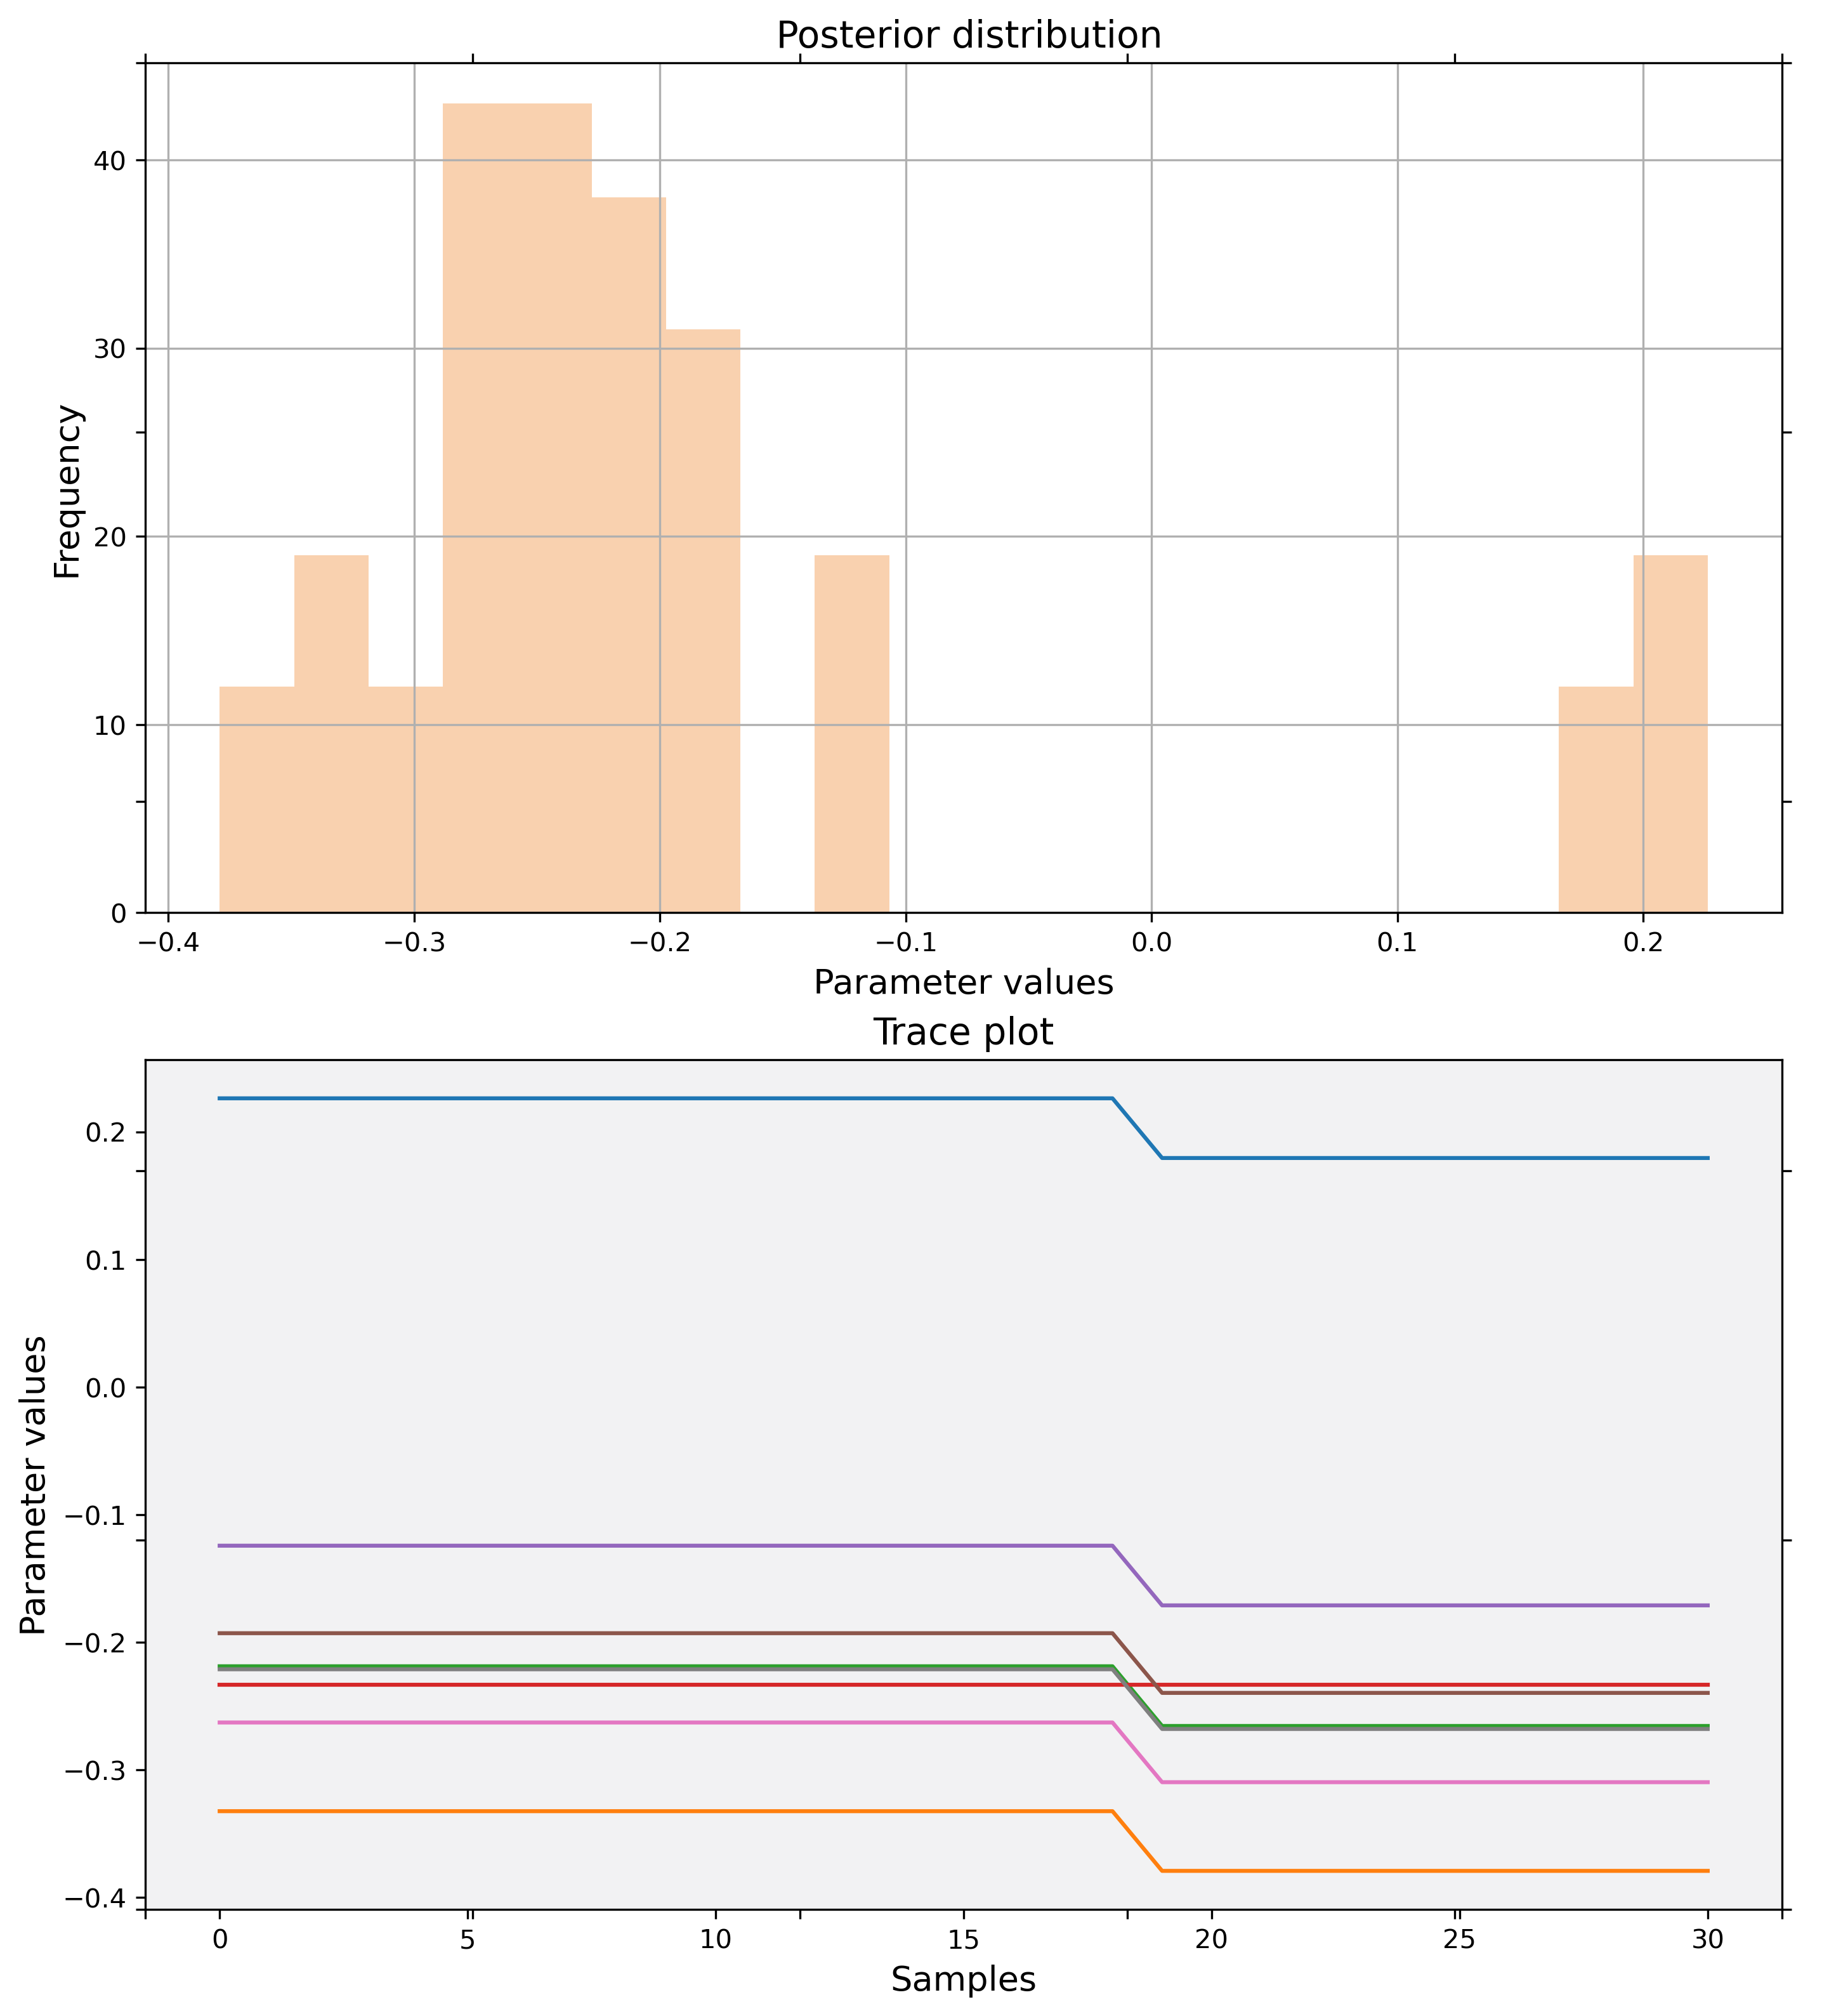 Posterior distribution
Frequency
40
30
20
10
0
−0.4 −0.3 −0.2 −0.1 0.0 0.1 0.2
Parameter values
Trace plot
Parameter values
0.2
0.1
0.0
−0.1
−0.2
−0.3
−0.4
0 5 10 15 20 25 30
Samples